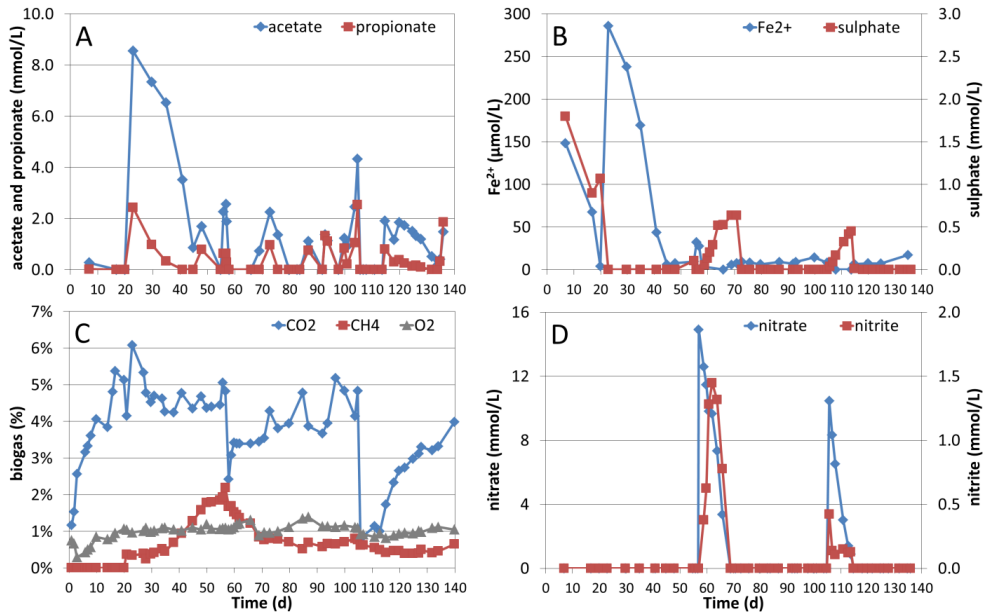 A
acetate propionate
acetate and propionate (mmol/L)
10.0
8.0
6.0
4.0
2.0
0.0
0 10 20 30 40 50 60 70 80 90 100 110 120 130 140
B
Fe2+ sulphate
Fe²⁺ (µmol/L)
300
250
200
150
100
50
0
sulphate (mmol/L)
3.0
2.5
2.0
1.5
1.0
0.5
0.0
0 10 20 30 40 50 60 70 80 90 100 110 120 130 140
C
CO2 CH4 O2
biogas (%)
7%
6%
5%
4%
3%
2%
1%
0%
0 10 20 30 40 50 60 70 80 90 100 110 120 130 140
Time (d)
D
nitrate nitrite
nitrate (mmol/L)
16
12
8
4
0
nitrite (mmol/L)
2.0
1.5
1.0
0.5
0.0
0 10 20 30 40 50 60 70 80 90 100 110 120 130 140
Time (d)